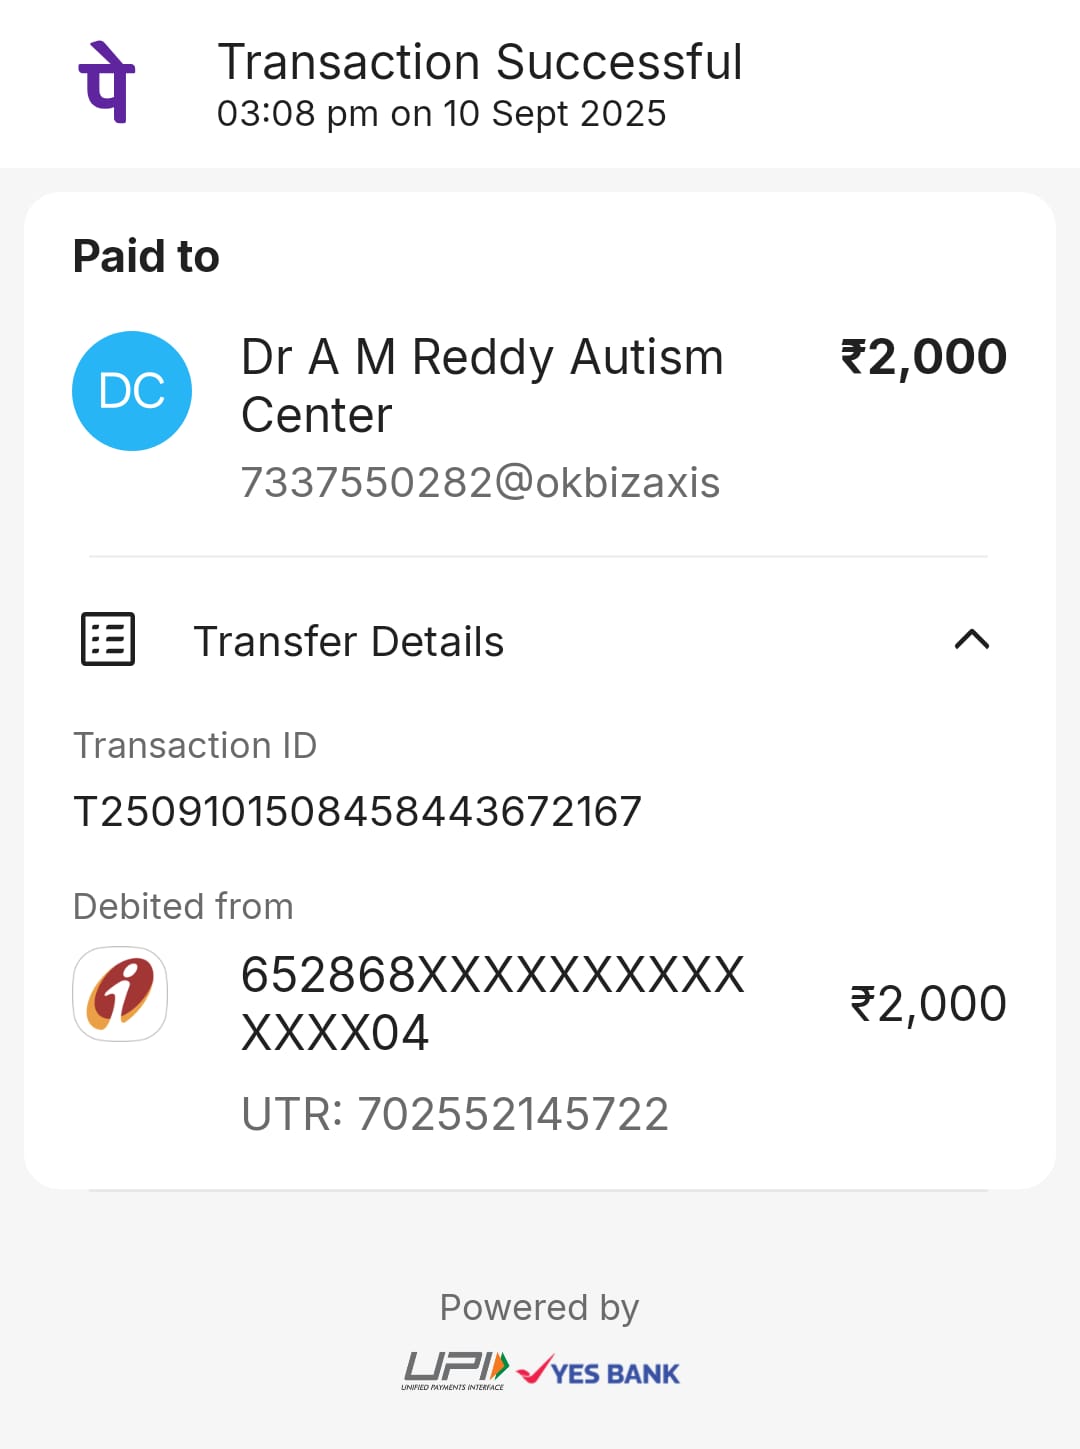 पे
Transaction Successful
03:08 pm on 10 Sept 2025
Paid to
DC
Dr A M Reddy Autism
Center
₹2,000
7337550282@okbizaxis
Transfer Details
Transaction ID
T2509101508458443672167
Debited from
652868XXXXXXXXXX
XXXX04
₹2,000
UTR: 702552145722
Powered by
UPI
UNIFIED PAYMENTS INTERFACE
YES BANK